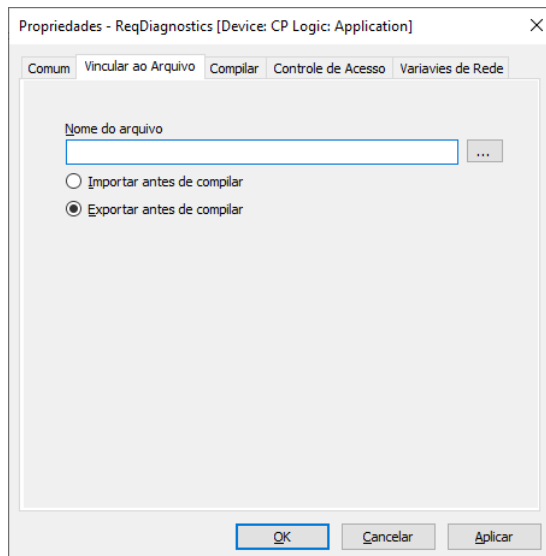 Propriedades - ReqDiagnostics [Device: CP Logic: Application]
Comum Vincular ao Arquivo Compilar Controle de Acesso Variavies de Rede
Nome do arquivo
...
Importar antes de compilar
Exportar antes de compilar
OK Cancelar Aplicar